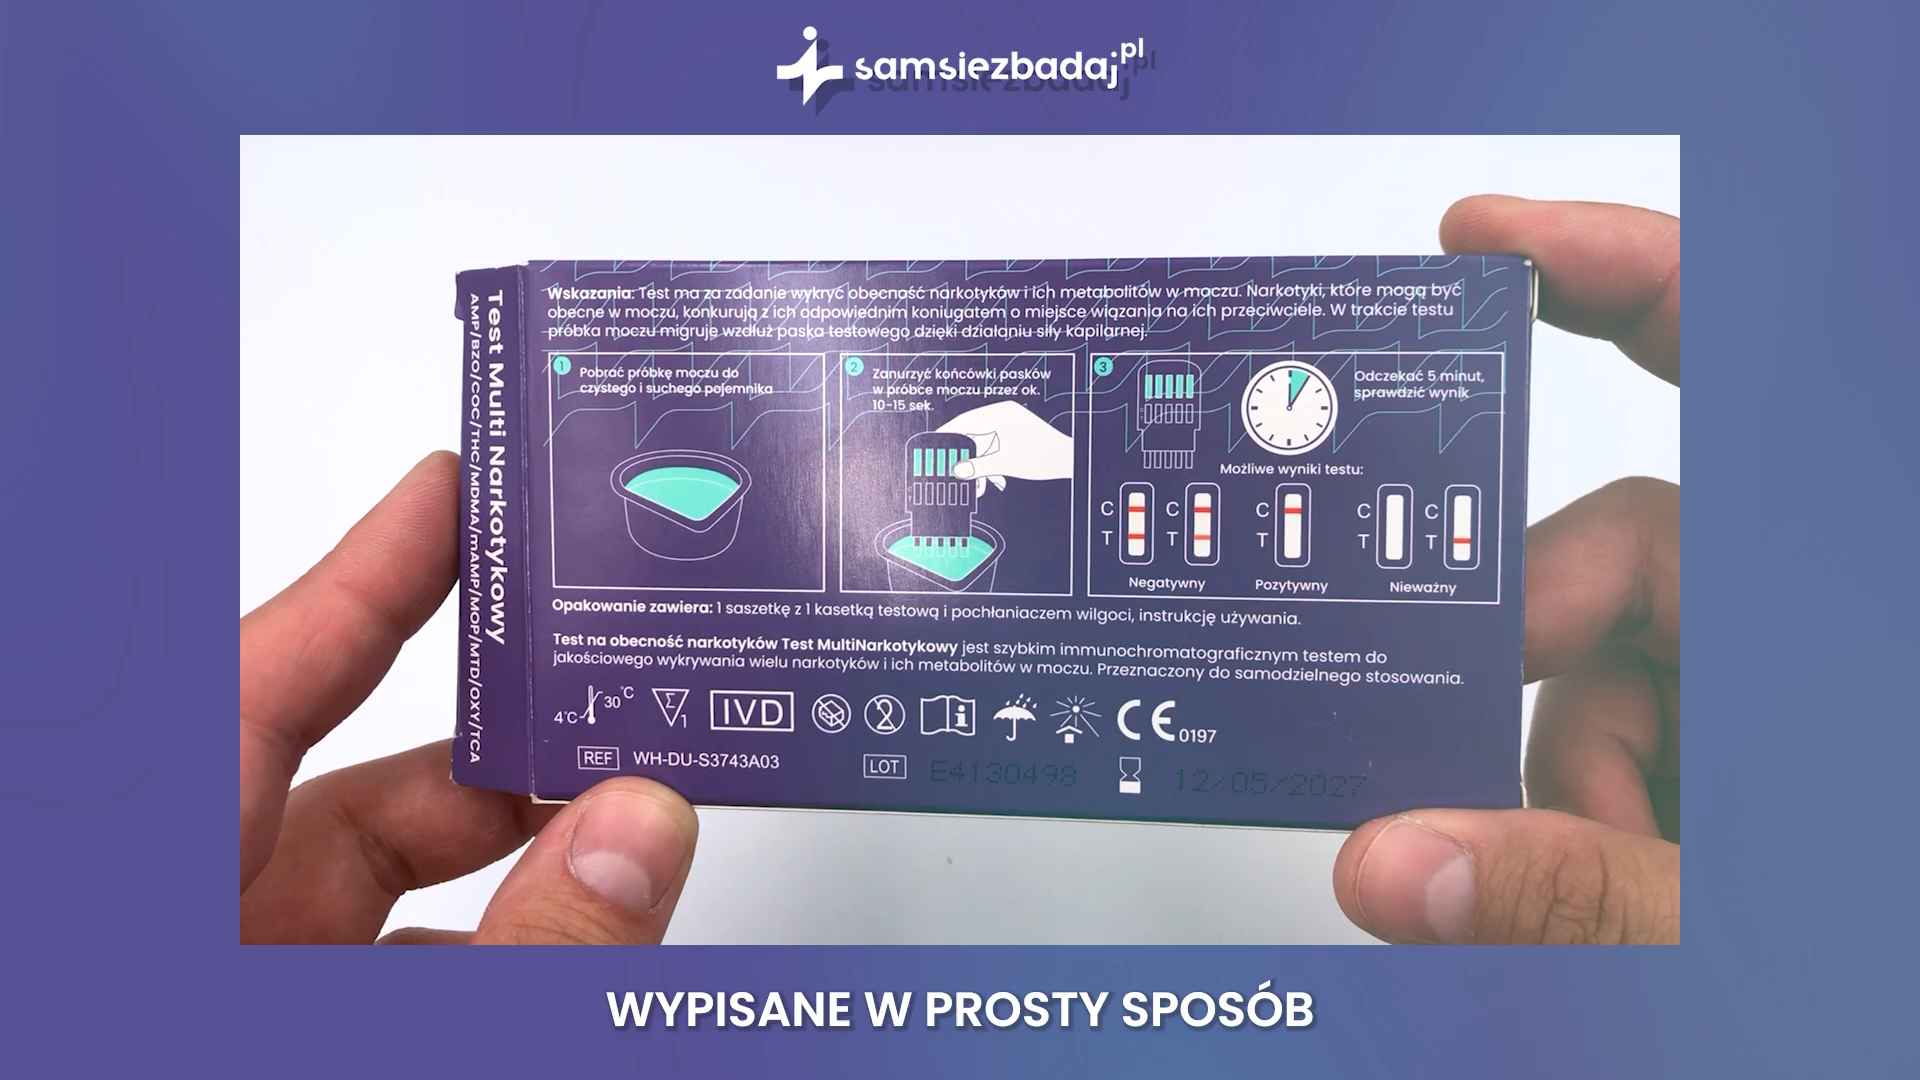 samsiezbadaj.pl
Test Multi Narkotykowy
AMP/BZO/COC/THC/MDMA/mAMP/MOP/MTD/OXY/TCA
Wskazania: Test ma za zadanie wykryć obecność narkotyków i ich metabolitów w moczu. Narkotyki, które mogą być
obecne w moczu, konkurują z ich odpowiednim koniugatem o miejsce wiązania na ich przeciwciele. W trakcie testu
próbka moczu migruje wzdłuż paska testowego dzięki działaniu siły kapilarnej.
1
Pobrać próbkę moczu do
czystego i suchego pojemnika
2
Zanurzyć końcówki pasków
w próbce moczu przez ok.
10-15 sek.
3
Odczekać 5 minut,
sprawdzić wynik
Możliwe wyniki testu:
C C C C C
T T T T T
Negatywny Pozytywny Nieważny
Opakowanie zawiera: 1 saszetkę z 1 kasetką testową i pochłaniaczem wilgoci, instrukcję używania.
Test na obecność narkotyków Test MultiNarkotykowy jest szybkim immunochromatograficznym testem do
jakościowego wykrywania wielu narkotyków i ich metabolitów w moczu. Przeznaczony do samodzielnego stosowania.
4°C 30°C Σ 1 IVD 2 i CE 0197
REF WH-DU-S3743A03 LOT E4130498 12/05/2027
WYPISANE W PROSTY SPOSÓB